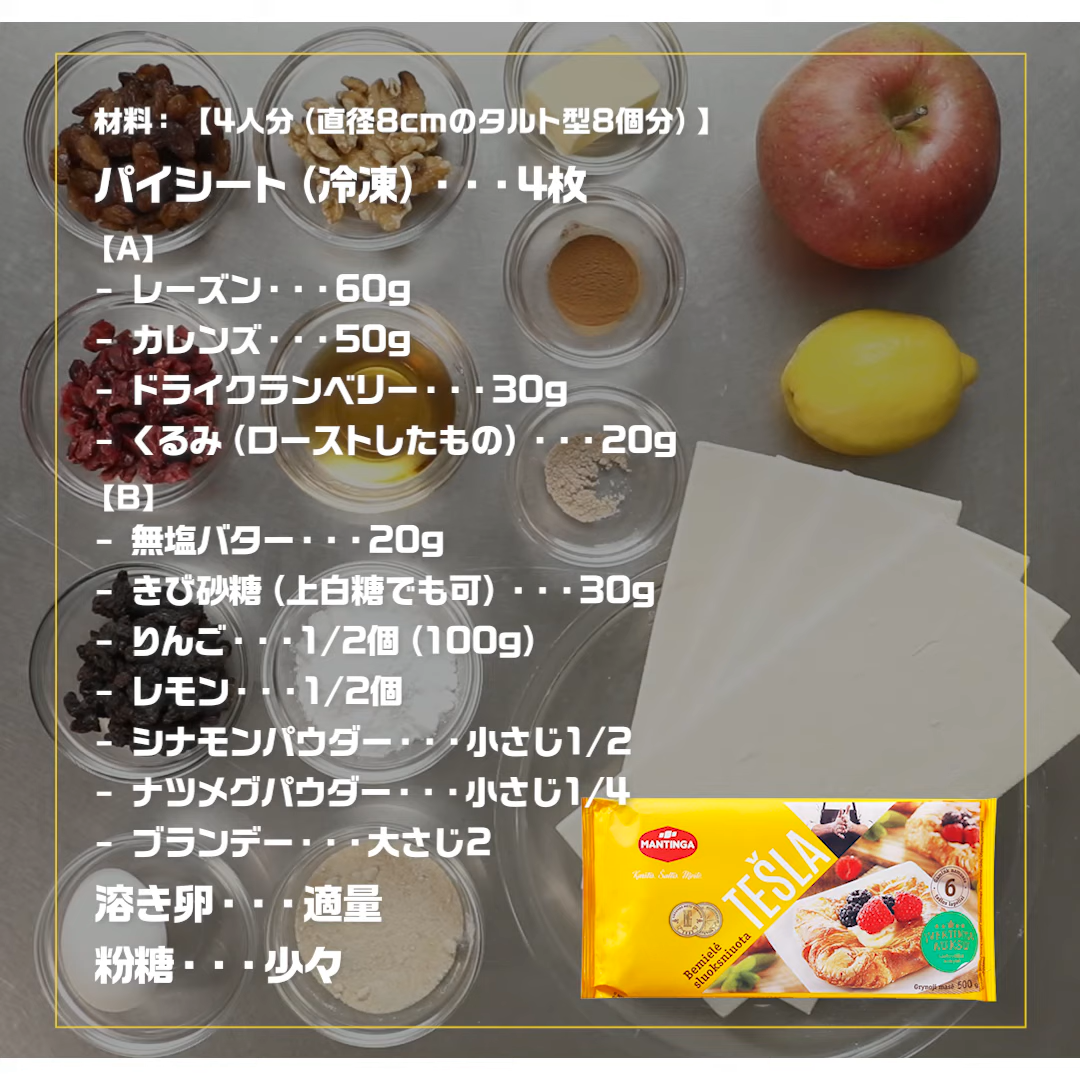 材料：【4人分（直径8cmのタルト型8個分）】
パイシート（冷凍）・・・4枚
【A】
– レーズン・・・60g
– カレンズ・・・50g
– ドライクランベリー・・・30g
– くるみ（ローストしたもの）・・・20g
【B】
– 無塩バター・・・20g
– きび砂糖（上白糖でも可）・・・30g
– りんご・・・1/2個（100g）
– レモン・・・1/2個
– シナモンパウダー・・・小さじ1/2
– ナツメグパウダー・・・小さじ1/4
– ブランデー・・・大さじ2
溶き卵・・・適量
粉糖・・・少々
MANTINGA
TEŠLA
Bemielė
sluoksniuota
6
Grynoji masė 500 g